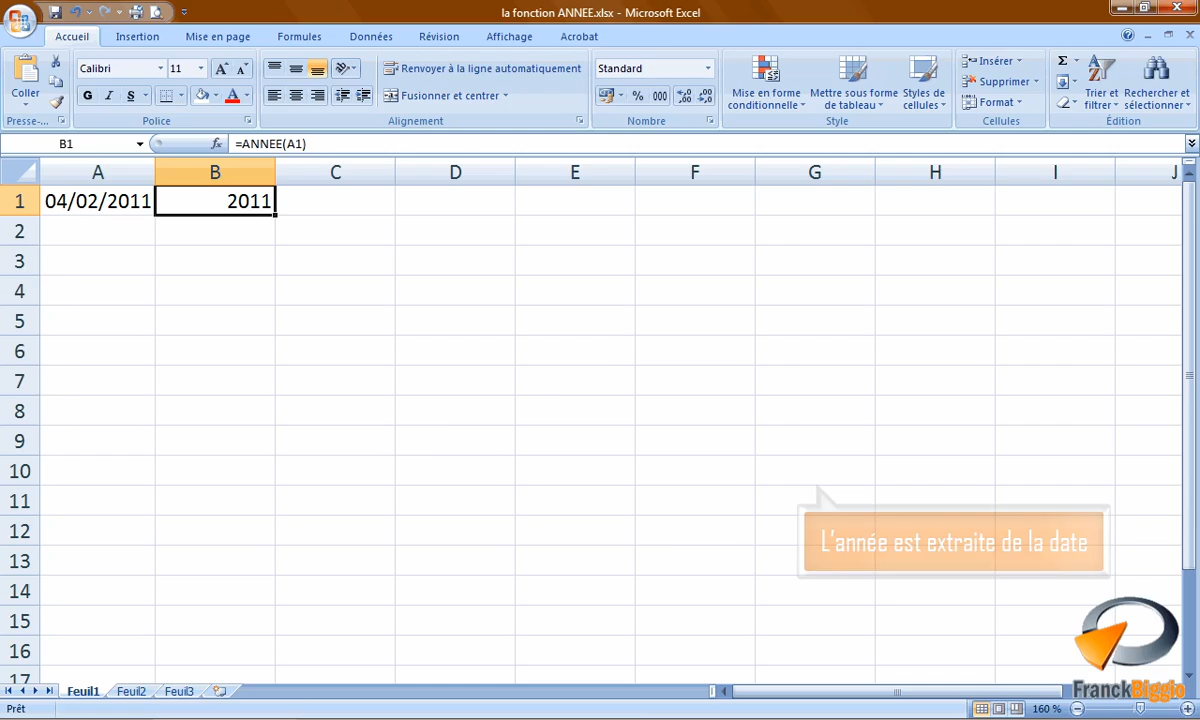 la fonction ANNEE.xlsx - Microsoft Excel
Accueil Insertion Mise en page Formules Données Révision Affichage Acrobat
Coller
Presse-...
Calibri 11
G I S
Police
Renvoyer à la ligne automatiquement
Fusionner et centrer
Alignement
Standard
% 000
Nombre
Mise en forme conditionnelle
Mettre sous forme de tableau
Styles de cellules
Style
Insérer
Supprimer
Format
Cellules
Σ
Trier et filtrer
Rechercher et sélectionner
Édition
B1 fx =ANNEE(A1)
A B C D E F G H I J
1 04/02/2011 2011
2
3
4
5
6
7
8
9
10
11
12
13
14
15
16
17
L'année est extraite de la date
FranckBiggio
Feuil1 Feuil2 Feuil3
Prêt 160 %